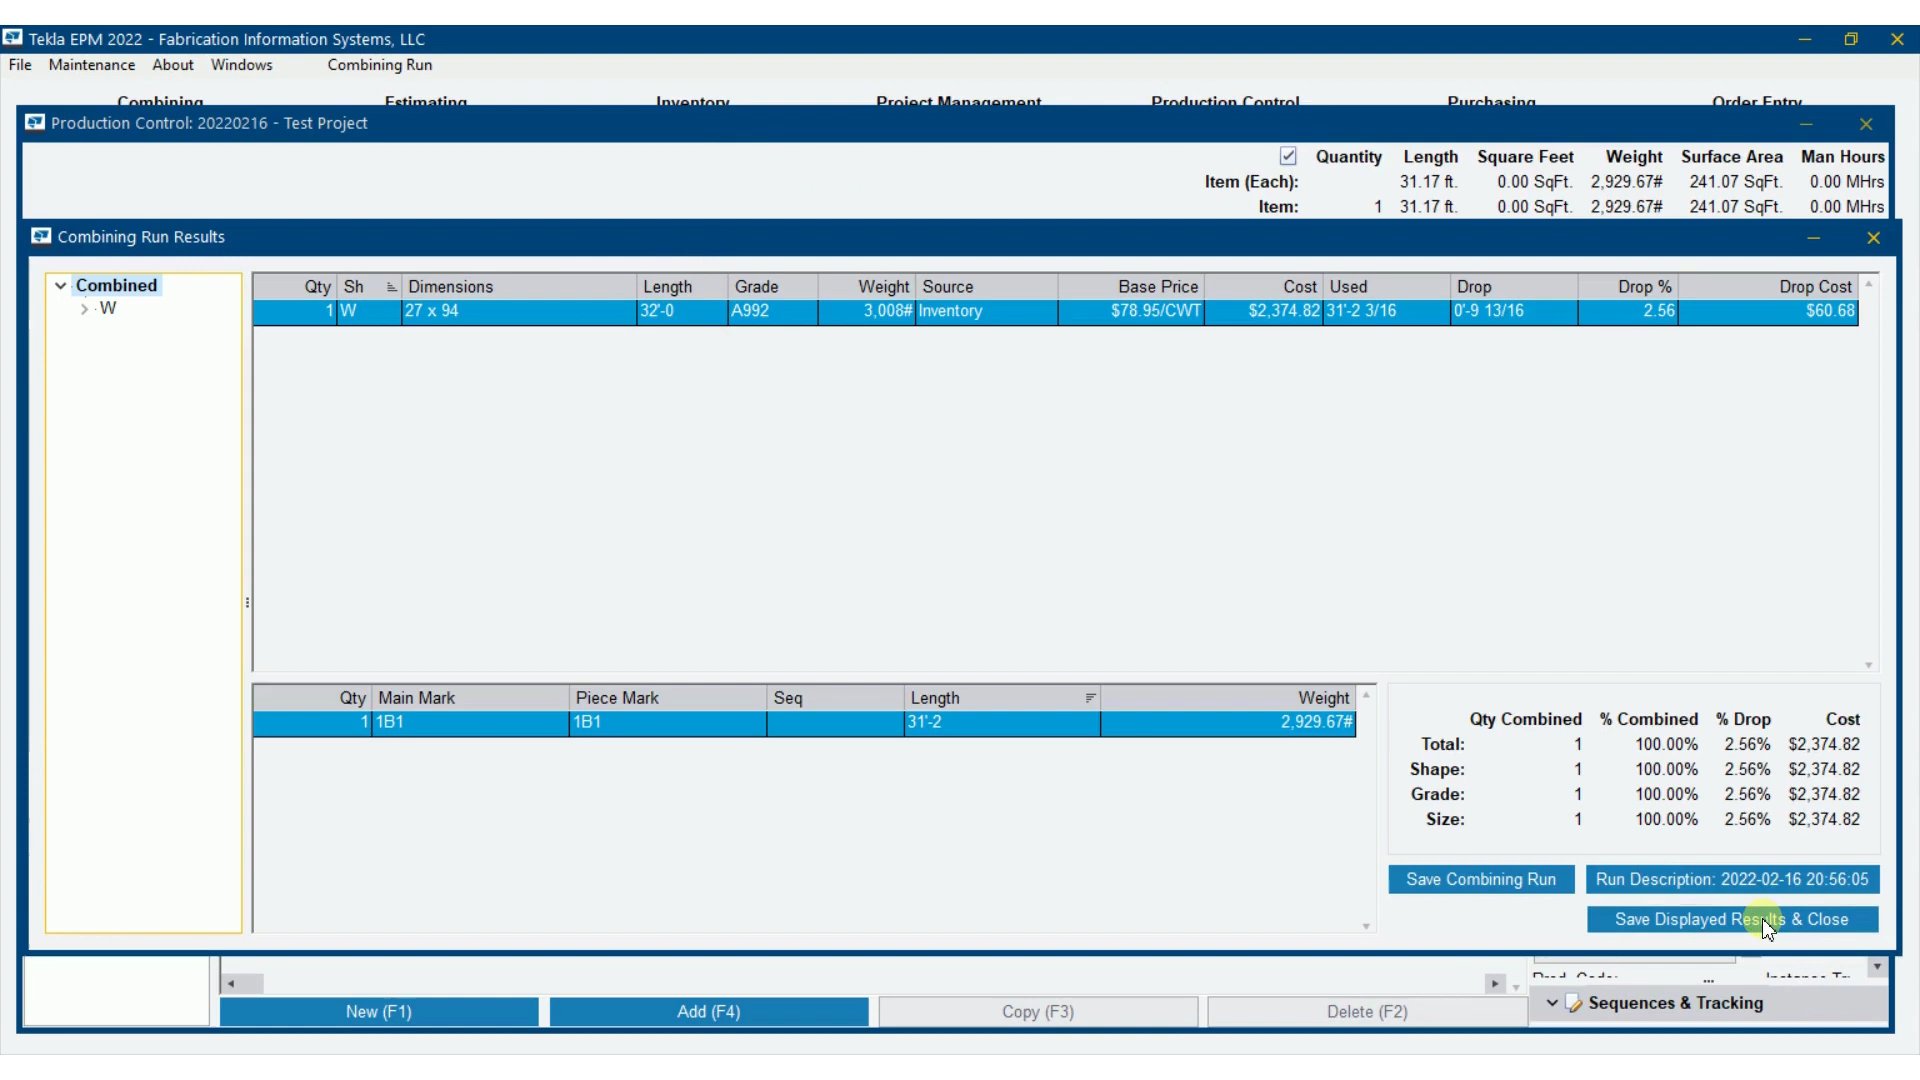 Tekla EPM 2022 - Fabrication Information Systems, LLC
File Maintenance About Windows Combining Run
Combining Estimating Inventory Project Management Production Control Purchasing Order Entry
Production Control: 20220216 - Test Project
Quantity Length Square Feet Weight Surface Area Man Hours
Item (Each): 31.17 ft. 0.00 SqFt. 2,929.67# 241.07 SqFt. 0.00 MHrs
Item: 1 31.17 ft. 0.00 SqFt. 2,929.67# 241.07 SqFt. 0.00 MHrs
Combining Run Results
Combined
W
Qty Sh Dimensions Length Grade Weight Source Base Price Cost Used Drop Drop % Drop Cost
1 W 27 x 94 32'-0 A992 3,008# Inventory $78.95/CWT $2,374.82 31'-2 3/16 0'-9 13/16 2.56 $60.68
Qty Main Mark Piece Mark Seq Length Weight
1 1B1 1B1 31'-2 2,929.67#
Qty Combined % Combined % Drop Cost
Total: 1 100.00% 2.56% $2,374.82
Shape: 1 100.00% 2.56% $2,374.82
Grade: 1 100.00% 2.56% $2,374.82
Size: 1 100.00% 2.56% $2,374.82
Save Combining Run Run Description: 2022-02-16 20:56:05
Save Displayed Results & Close
Prod. Code: ...
Sequences & Tracking
New (F1) Add (F4) Copy (F3) Delete (F2)